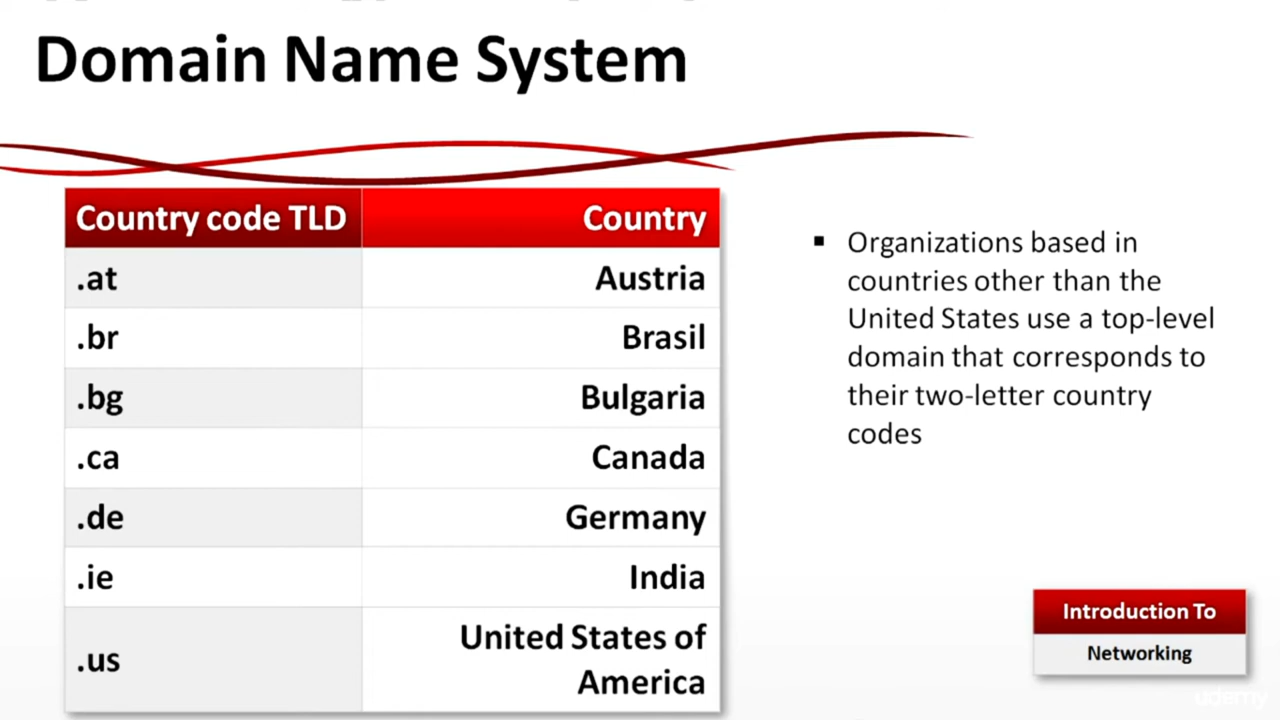 Domain Name System
Country code TLD Country
.at Austria
.br Brasil
.bg Bulgaria
.ca Canada
.de Germany
.ie India
.us United States of
America
Organizations based in
countries other than the
United States use a top-level
domain that corresponds to
their two-letter country
codes
Introduction To
Networking
udemy